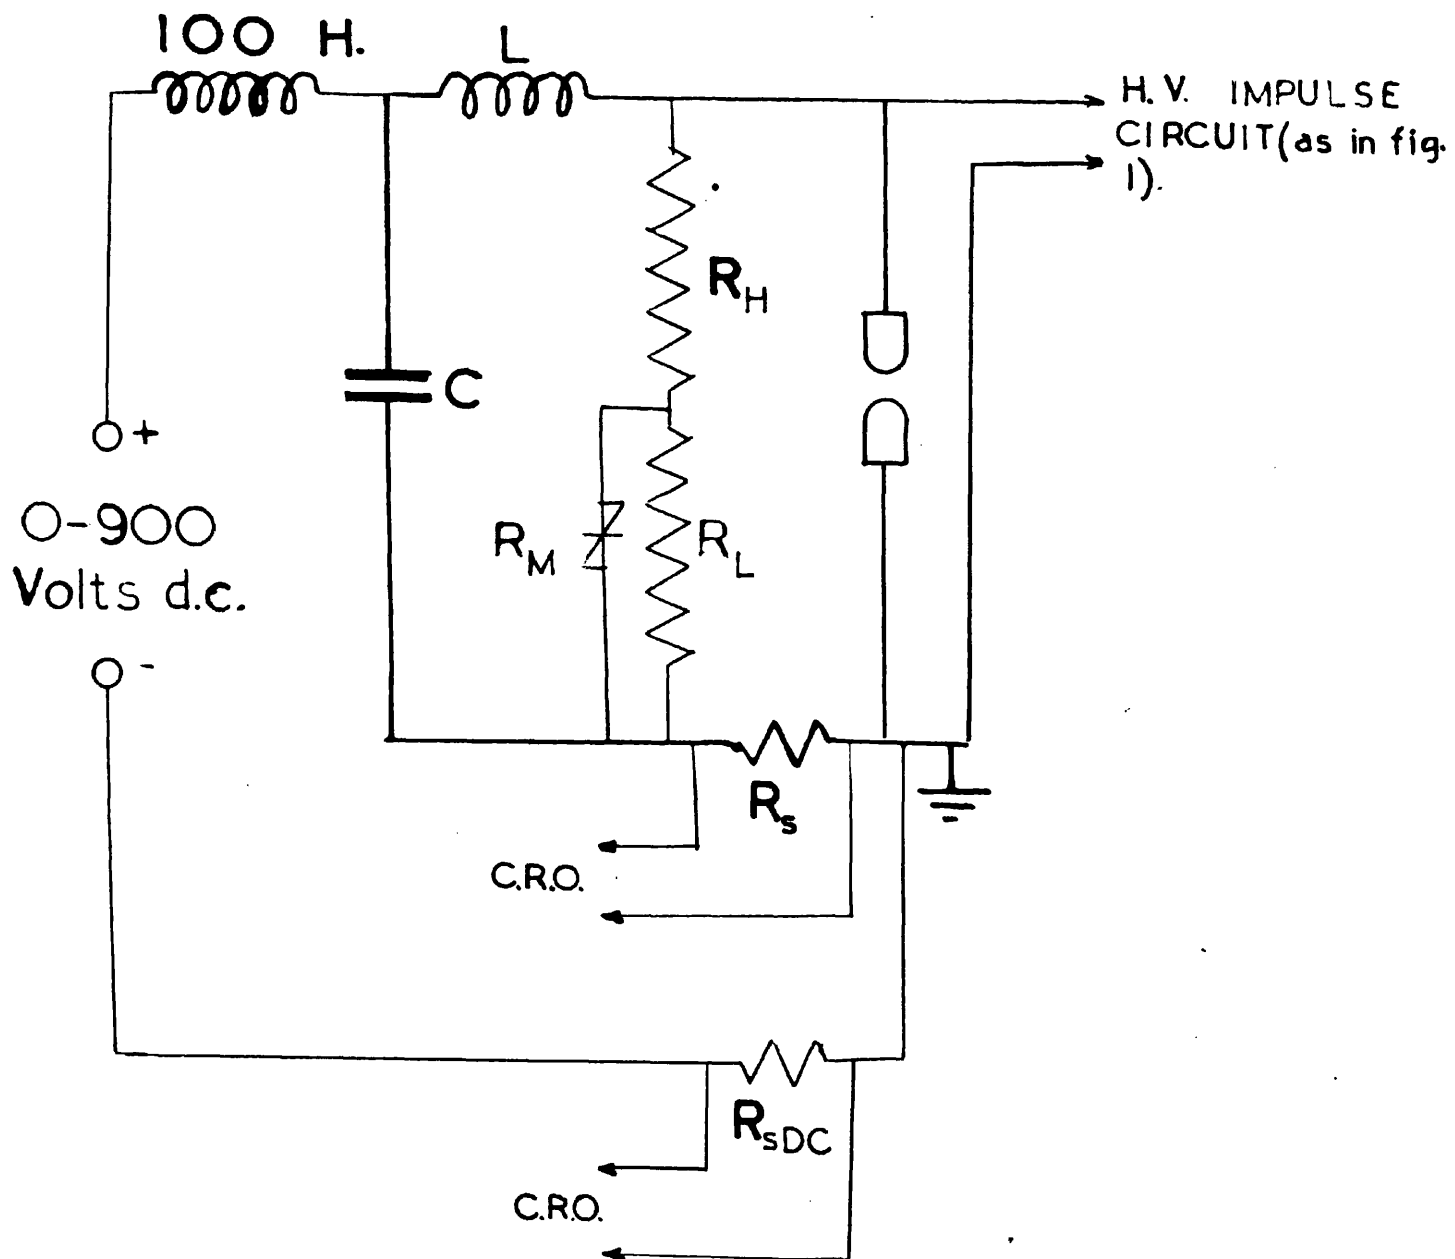 100 H.
L
H.V. IMPULSE
CIRCUIT(as in fig.
1).
R_H
C
+
0-900
Volts d.c.
-
R_M
R_L
R_s
C.R.O.
R_sDC
C.R.O.